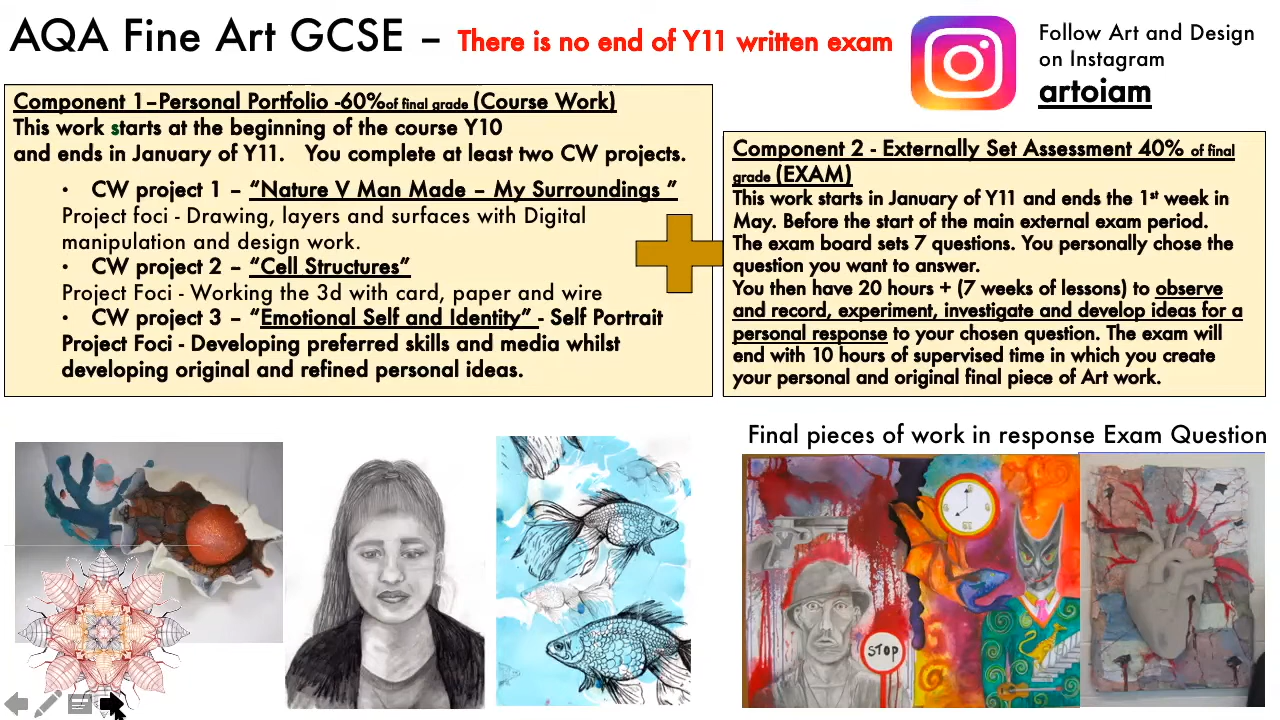 AQA Fine Art GCSE – There is no end of Y11 written exam
Follow Art and Design
on Instagram
artoiam
Component 1–Personal Portfolio -60%of final grade (Course Work)
This work starts at the beginning of the course Y10
and ends in January of Y11. You complete at least two CW projects.
• CW project 1 – “Nature V Man Made – My Surroundings ”
Project foci - Drawing, layers and surfaces with Digital
manipulation and design work.
• CW project 2 – “Cell Structures”
Project Foci - Working the 3d with card, paper and wire
• CW project 3 – “Emotional Self and Identity” - Self Portrait
Project Foci - Developing preferred skills and media whilst
developing original and refined personal ideas.
Component 2 - Externally Set Assessment 40% of final
grade (EXAM)
This work starts in January of Y11 and ends the 1st week in
May. Before the start of the main external exam period.
The exam board sets 7 questions. You personally chose the
question you want to answer.
You then have 20 hours + (7 weeks of lessons) to observe
and record, experiment, investigate and develop ideas for a
personal response to your chosen question. The exam will
end with 10 hours of supervised time in which you create
your personal and original final piece of Art work.
Final pieces of work in response Exam Question
STOP